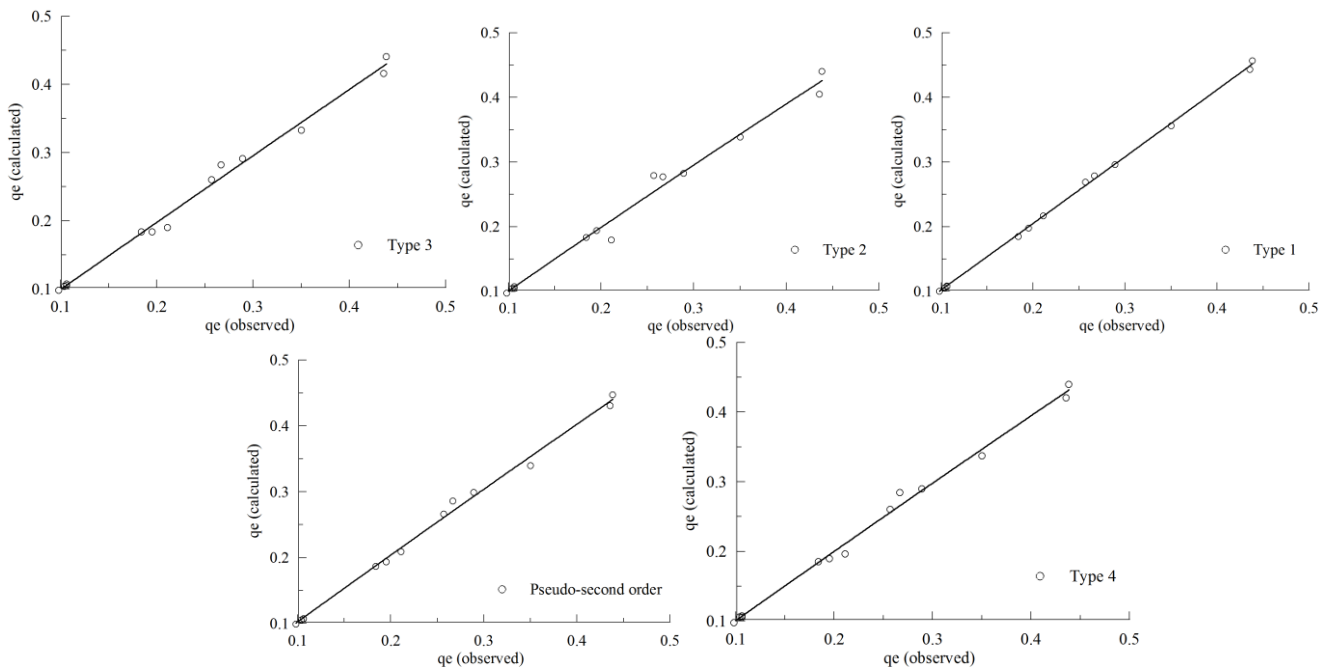 0.5
0.4
0.3
0.2
0.1
qe (calculated)
Type 3
0.1 0.2 0.3 0.4 0.5
qe (observed)
0.5
0.4
0.3
0.2
0.1
qe (calculated)
Type 2
0.1 0.2 0.3 0.4 0.5
qe (observed)
0.5
0.4
0.3
0.2
0.1
qe (calculated)
Type 1
0.1 0.2 0.3 0.4 0.5
qe (observed)
0.5
0.4
0.3
0.2
0.1
qe (calculated)
Pseudo-second order
0.1 0.2 0.3 0.4 0.5
qe (observed)
0.5
0.4
0.3
0.2
0.1
qe (calculated)
Type 4
0.1 0.2 0.3 0.4 0.5
qe (observed)